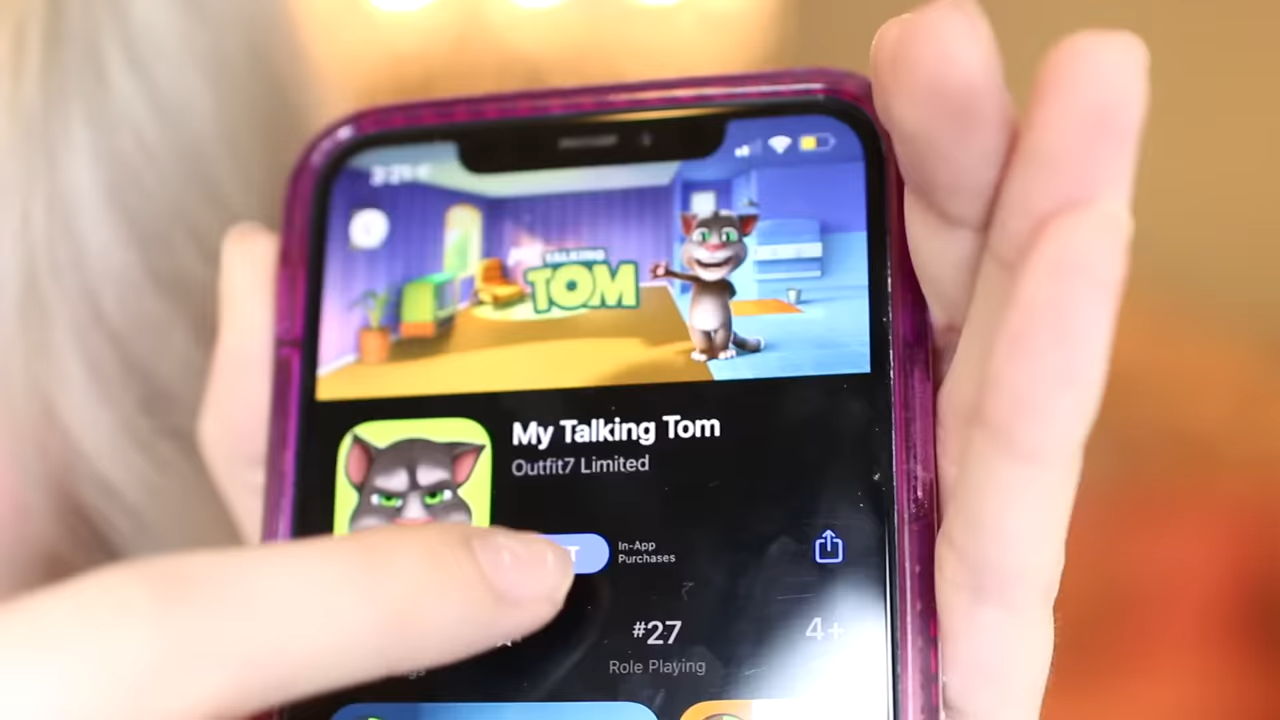 TALKING
TOM
My Talking Tom
Outfit7 Limited
In-App
Purchases
#27
4+
Role Playing